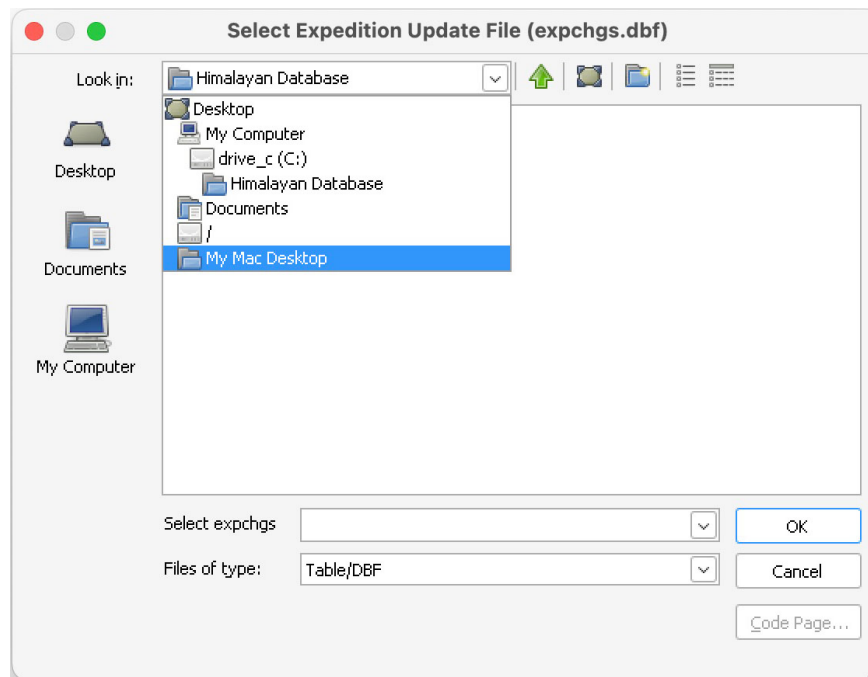 Select Expedition Update File (expchgs.dbf)
Look in:
Himalayan Database
Desktop
My Computer
drive_c (C:)
Himalayan Database
Documents
/
My Mac Desktop
Desktop
Documents
My Computer
Select expchgs
OK
Files of type:
Table/DBF
Cancel
Code Page...